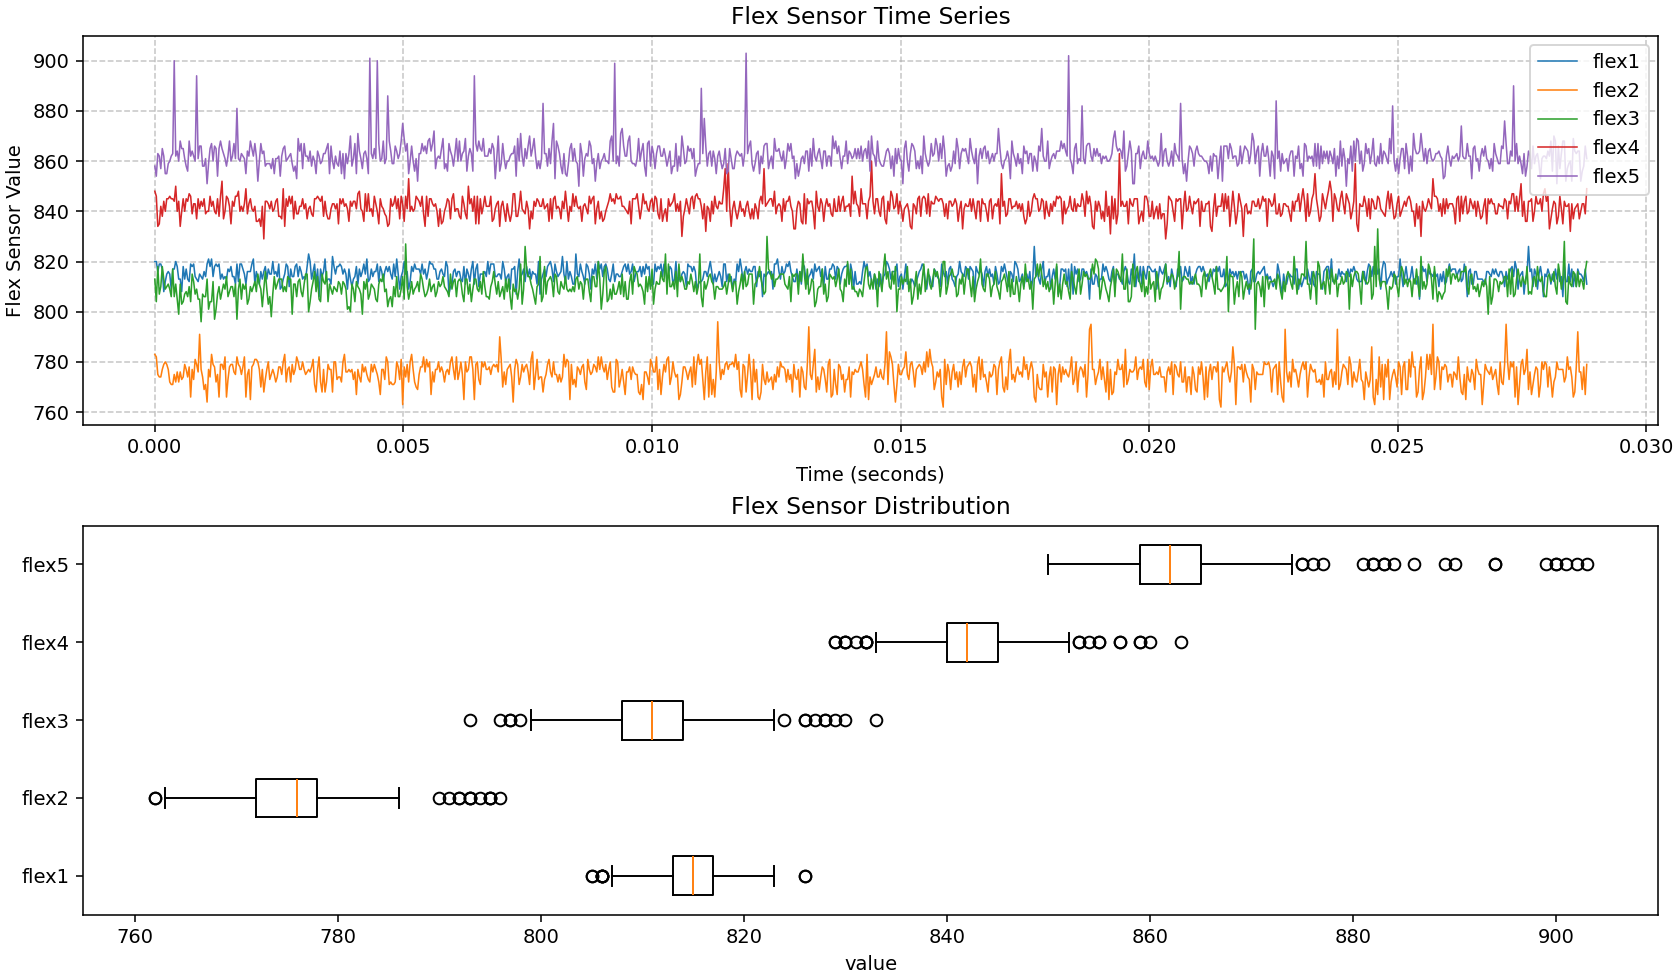 Flex Sensor Time Series
Flex Sensor Value
900
880
860
840
820
800
780
760
flex1
flex2
flex3
flex4
flex5
0.000 0.005 0.010 0.015 0.020 0.025 0.030
Time (seconds)
Flex Sensor Distribution
flex5
flex4
flex3
flex2
flex1
760 780 800 820 840 860 880 900
value